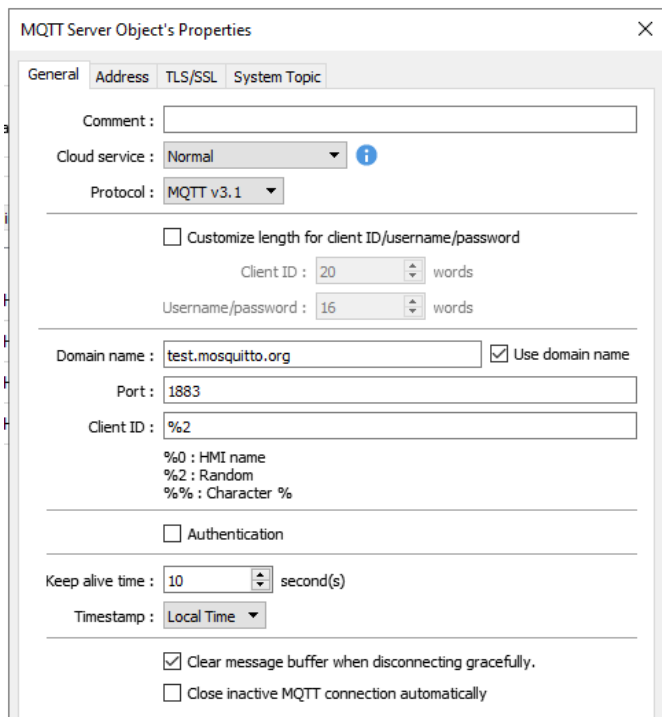 MQTT Server Object's Properties
General Address TLS/SSL System Topic
Comment :
Cloud service : Normal
Protocol : MQTT v3.1
Customize length for client ID/username/password
Client ID : 20 words
Username/password : 16 words
Domain name : test.mosquitto.org Use domain name
Port : 1883
Client ID : %2
%0 : HMI name
%2 : Random
%% : Character %
Authentication
Keep alive time : 10 second(s)
Timestamp : Local Time
Clear message buffer when disconnecting gracefully.
Close inactive MQTT connection automatically